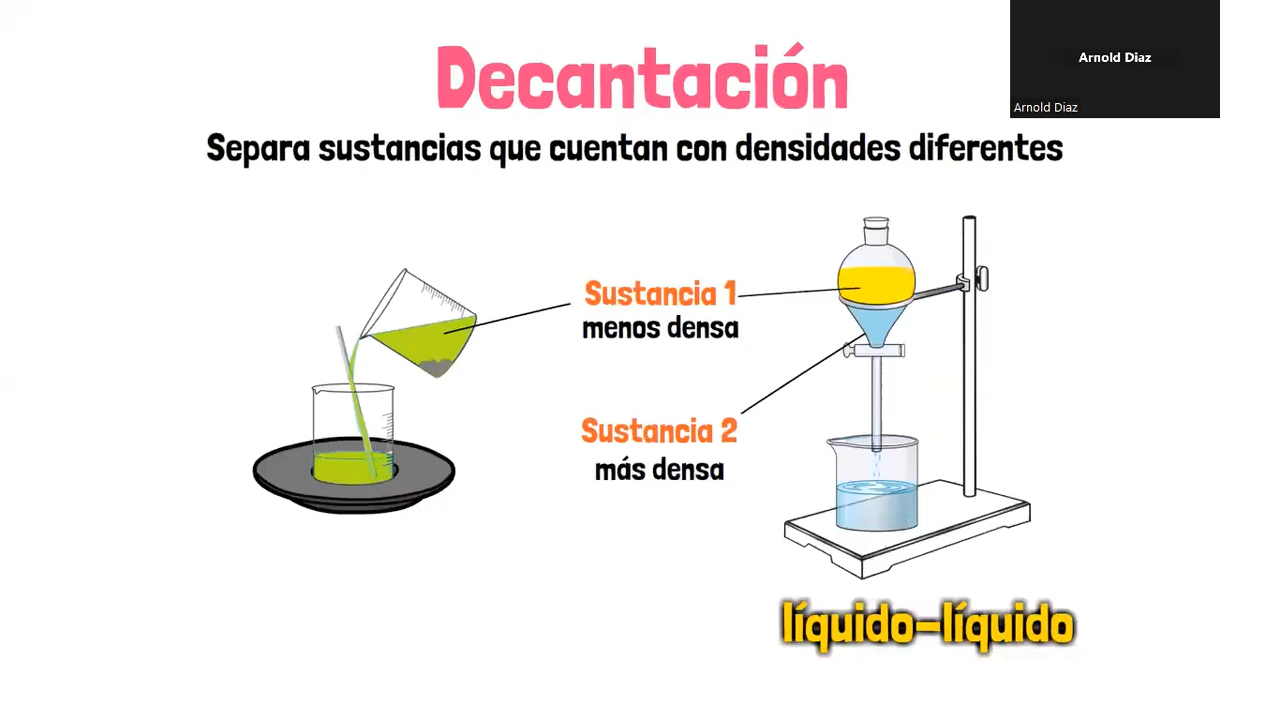 Decantación
Separa sustancias que cuentan con densidades diferentes
Arnold Diaz
Arnold Diaz
Sustancia 1
menos densa
Sustancia 2
más densa
líquido-líquido